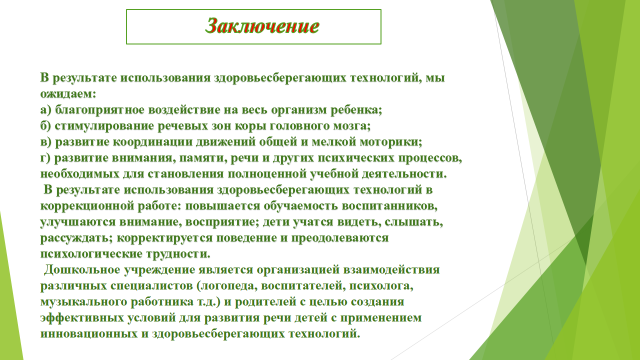 Заключение
В результате использования здоровьесберегающих технологий, мы
ожидаем:
а) благоприятное воздействие на весь организм ребенка;
б) стимулирование речевых зон коры головного мозга;
в) развитие координации движений общей и мелкой моторики;
г) развитие внимания, памяти, речи и других психических процессов,
необходимых для становления полноценной учебной деятельности.
В результате использования здоровьесберегающих технологий в
коррекционной работе: повышается обучаемость воспитанников,
улучшаются внимание, восприятие; дети учатся видеть, слышать,
рассуждать; корректируется поведение и преодолеваются
психологические трудности.
Дошкольное учреждение является организацией взаимодействия
различных специалистов (логопеда, воспитателей, психолога,
музыкального работника т.д.) и родителей с целью создания
эффективных условий для развития речи детей с применением
инновационных и здоровьесберегающих технологий.